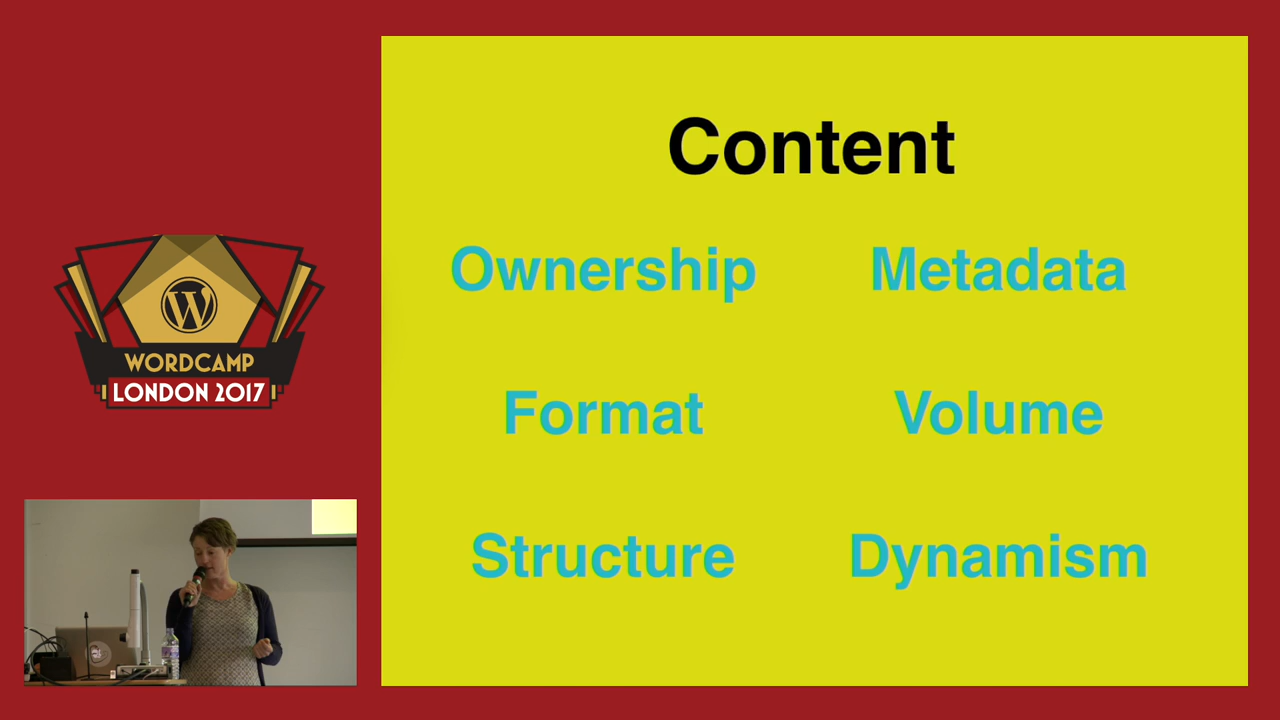 Content
Ownership Metadata
Format Volume
Structure Dynamism
WORDCAMP
LONDON 2017